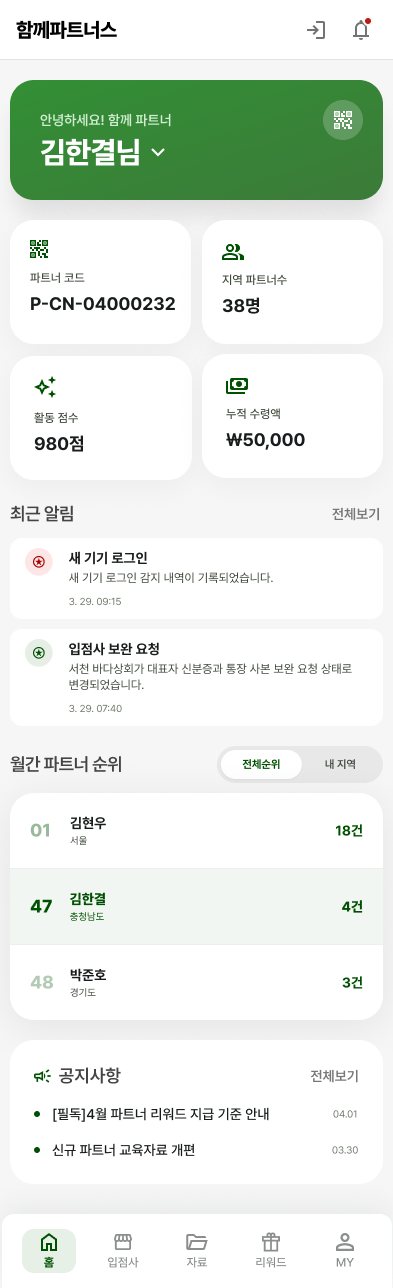 함께파트너스
안녕하세요! 함께 파트너
김한결님
파트너 코드
P-CN-04000232
지역 파트너수
38명
활동 점수
980점
누적 수령액
₩50,000
최근 알림
전체보기
새 기기 로그인
새 기기 로그인 감지 내역이 기록되었습니다.
3. 29. 09:15
입점사 보완 요청
서천 바다상회가 대표자 신분증과 통장 사본 보완 요청 상태로
변경되었습니다.
3. 29. 07:40
월간 파트너 순위
전체순위
내 지역
01
김현우
서울
18건
47
김한결
충청남도
4건
48
박준호
경기도
3건
공지사항
전체보기
[필독]4월 파트너 리워드 지급 기준 안내
04.01
신규 파트너 교육자료 개편
03.30
홈
입점사
자료
리워드
MY